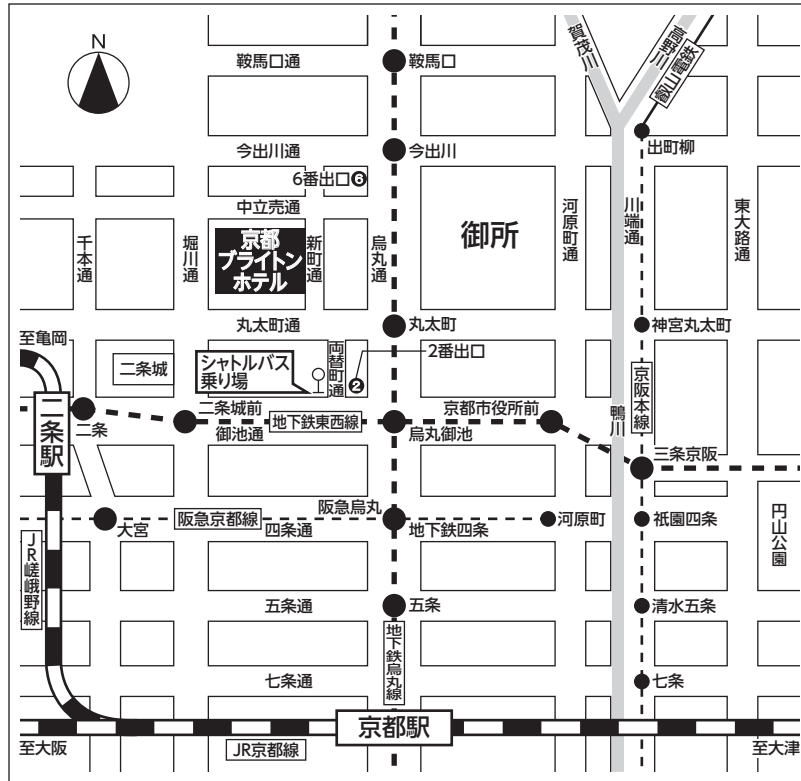 N
鞍馬口通
鞍馬口
賀茂川
高野川
叡山電鉄
今出川通
今出川
出町柳
6番出口❻
中立売通
京都
ブライトン
ホテル
千本通
堀川通
新町通
烏丸通
御所
河原町通
川端通
東大路通
丸太町通
丸太町
神宮丸太町
至亀岡
二条城
シャトルバス
乗り場
両替町通
❷
2番出口
京阪本線
鴨川
二条駅
二条
二条城前
御池通
地下鉄東西線
烏丸御池
京都市役所前
三条京阪
阪急烏丸
大宮
阪急京都線
四条通
地下鉄四条
河原町
祇園四条
円山公園
JR嵯峨野線
五条通
五条
清水五条
地下鉄烏丸線
七条通
七条
京都駅
至大阪
JR京都線
至大津